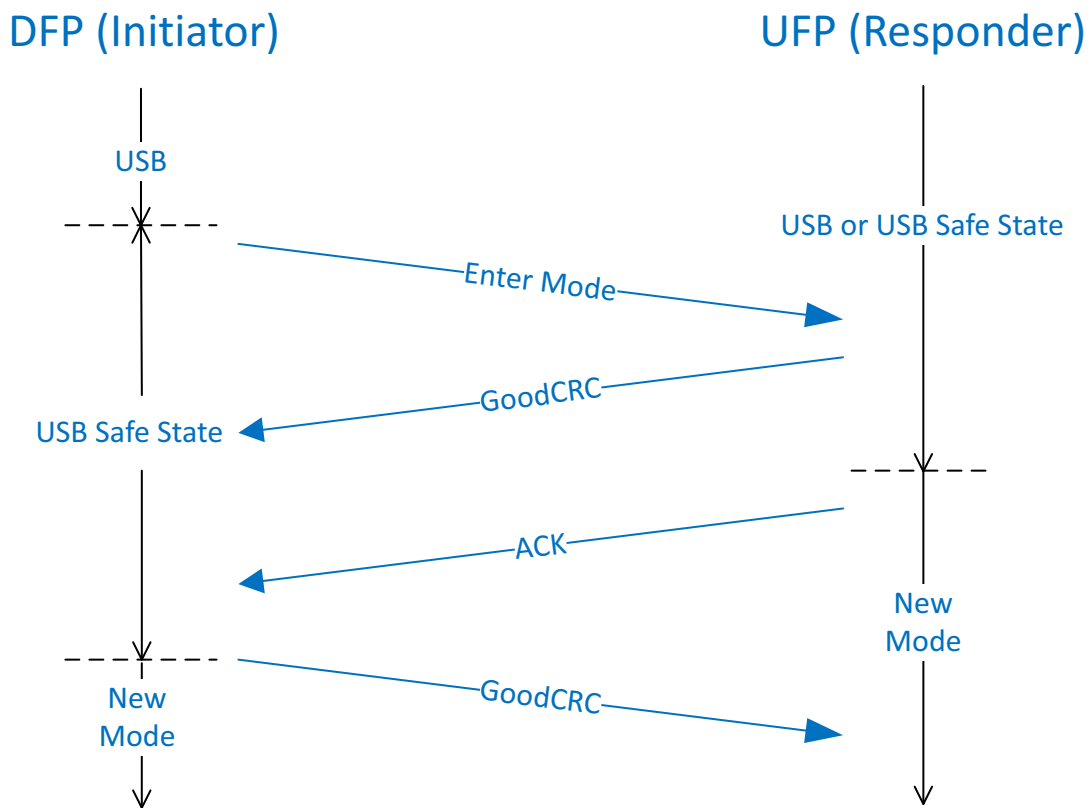 DFP (Initiator)
UFP (Responder)
USB
USB or USB Safe State
Enter Mode
GoodCRC
USB Safe State
ACK
New
Mode
GoodCRC
New
Mode